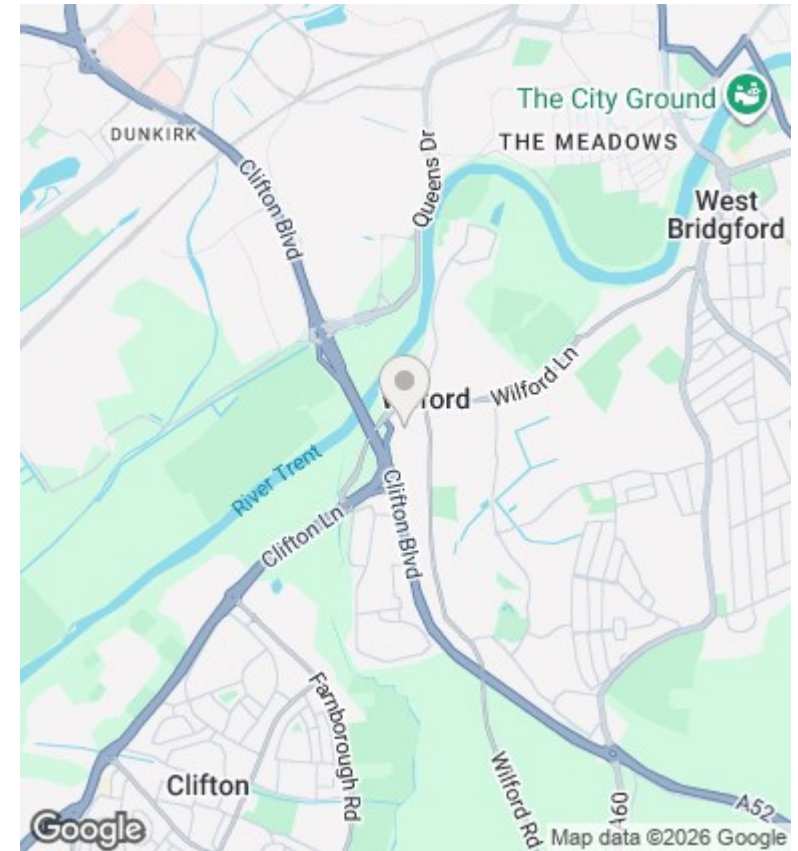 The City Ground
DUNKIRK
THE MEADOWS
Queens Dr
Clifton Blvd
West
Bridgford
Wilford Ln
River Trent
Clifton Ln
Clifton Blvd
Farnborough Rd
Clifton
Wilford Rd
A60
A52
Google
Map data ©2026 Google